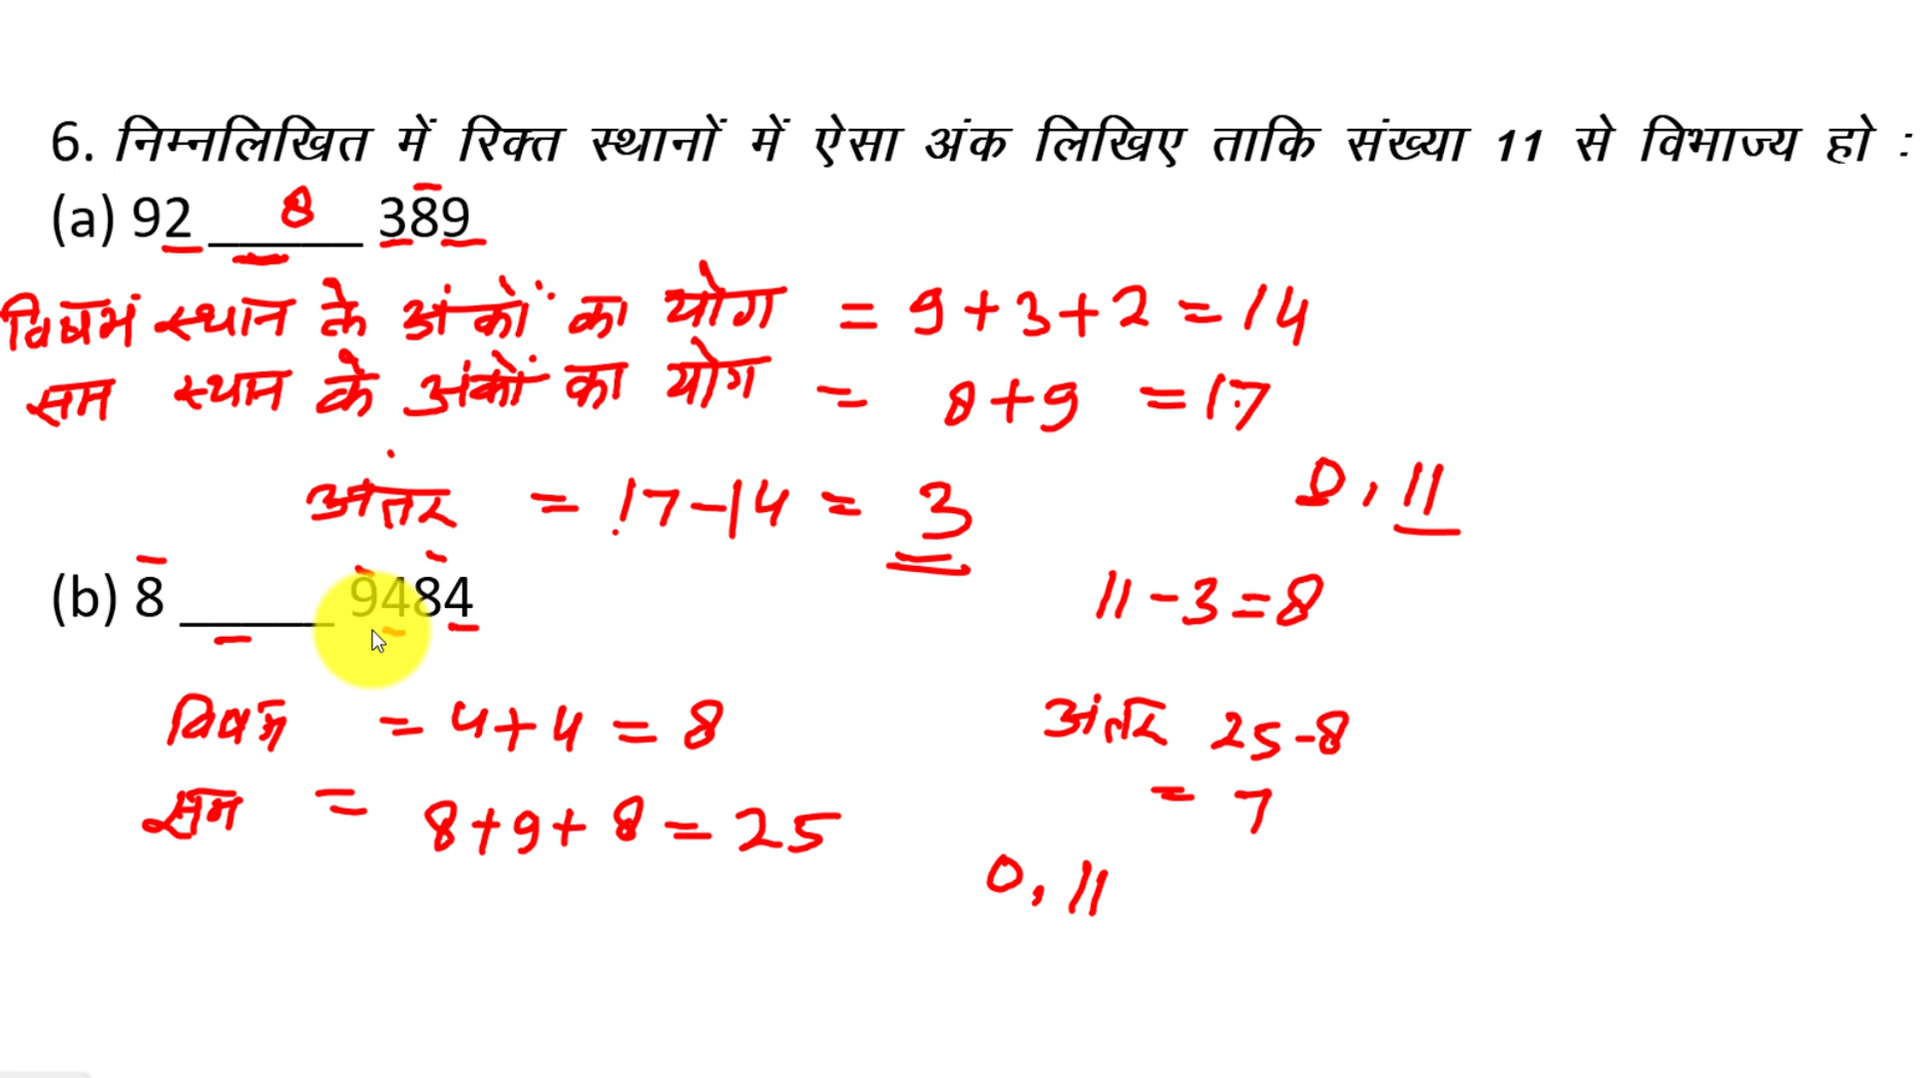 6. निम्नलिखित में रिक्त स्थानों में ऐसा अंक लिखिए ताकि संख्या 11 से विभाज्य हो :
(a) 92 __8__ 389
विषम स्थान के अंकों का योग = 9+3+2 = 14
सम स्थान के अंकों का योग = 8+9 = 17
अंतर = 17-14 = 3
0, 11
11-3=8
(b) 8 _____ 9484
विषम = 4+4 = 8
सम = 8+9+8 = 25
अंतर 25-8
= 7
0, 11